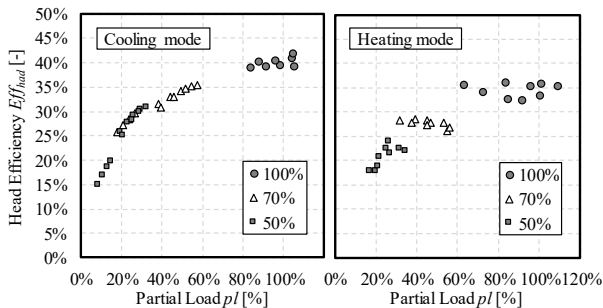 Head Efficiency Eff_had [-]
50%
45%
40%
35%
30%
25%
20%
15%
10%
5%
0%
Cooling mode
100%
70%
50%
0% 20% 40% 60% 80% 100%
Partial Load pl [%]
Heating mode
100%
70%
50%
0% 20% 40% 60% 80% 100% 120%
Partial Load pl [%]